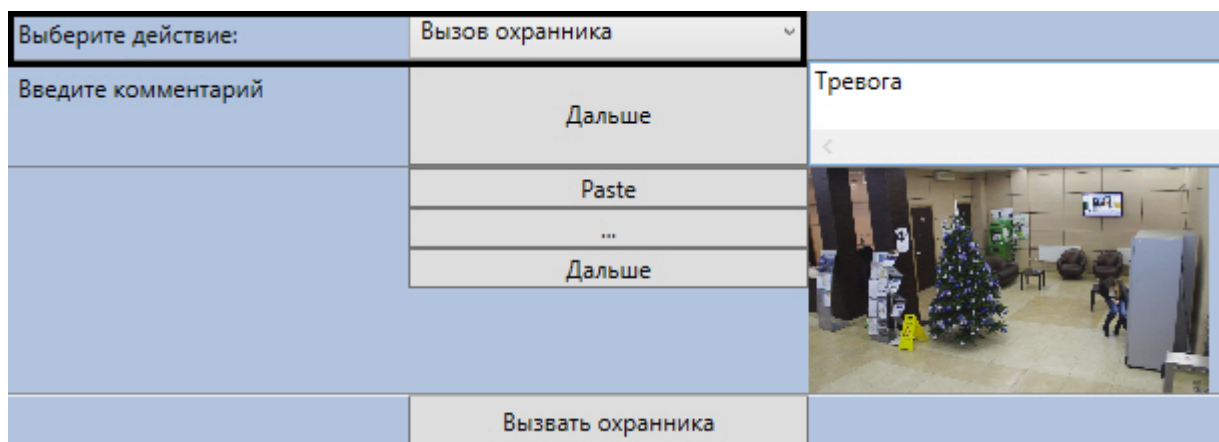 Выберите действие:
Вызов охранника
Введите комментарий
Дальше
Тревога
Paste
...
Дальше
Вызвать охранника